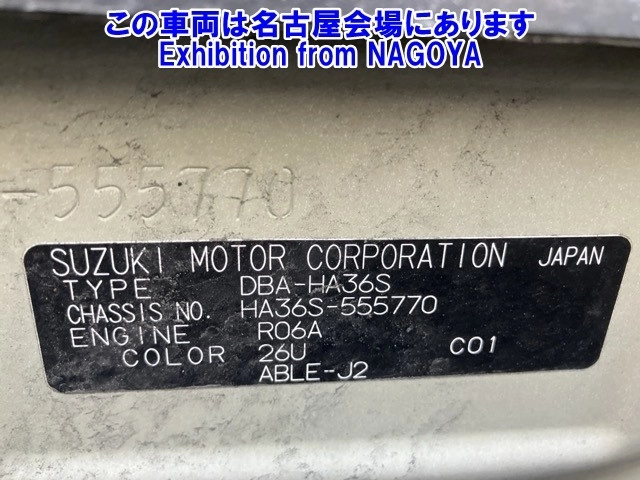 この車両は名古屋会場にあります
Exhibition from NAGOYA
-555770
SUZUKI MOTOR CORPORATION JAPAN
TYPE DBA-HA36S
CHASSIS NO. HA36S-555770
ENGINE R06A
COLOR 26U C01
ABLE-J2